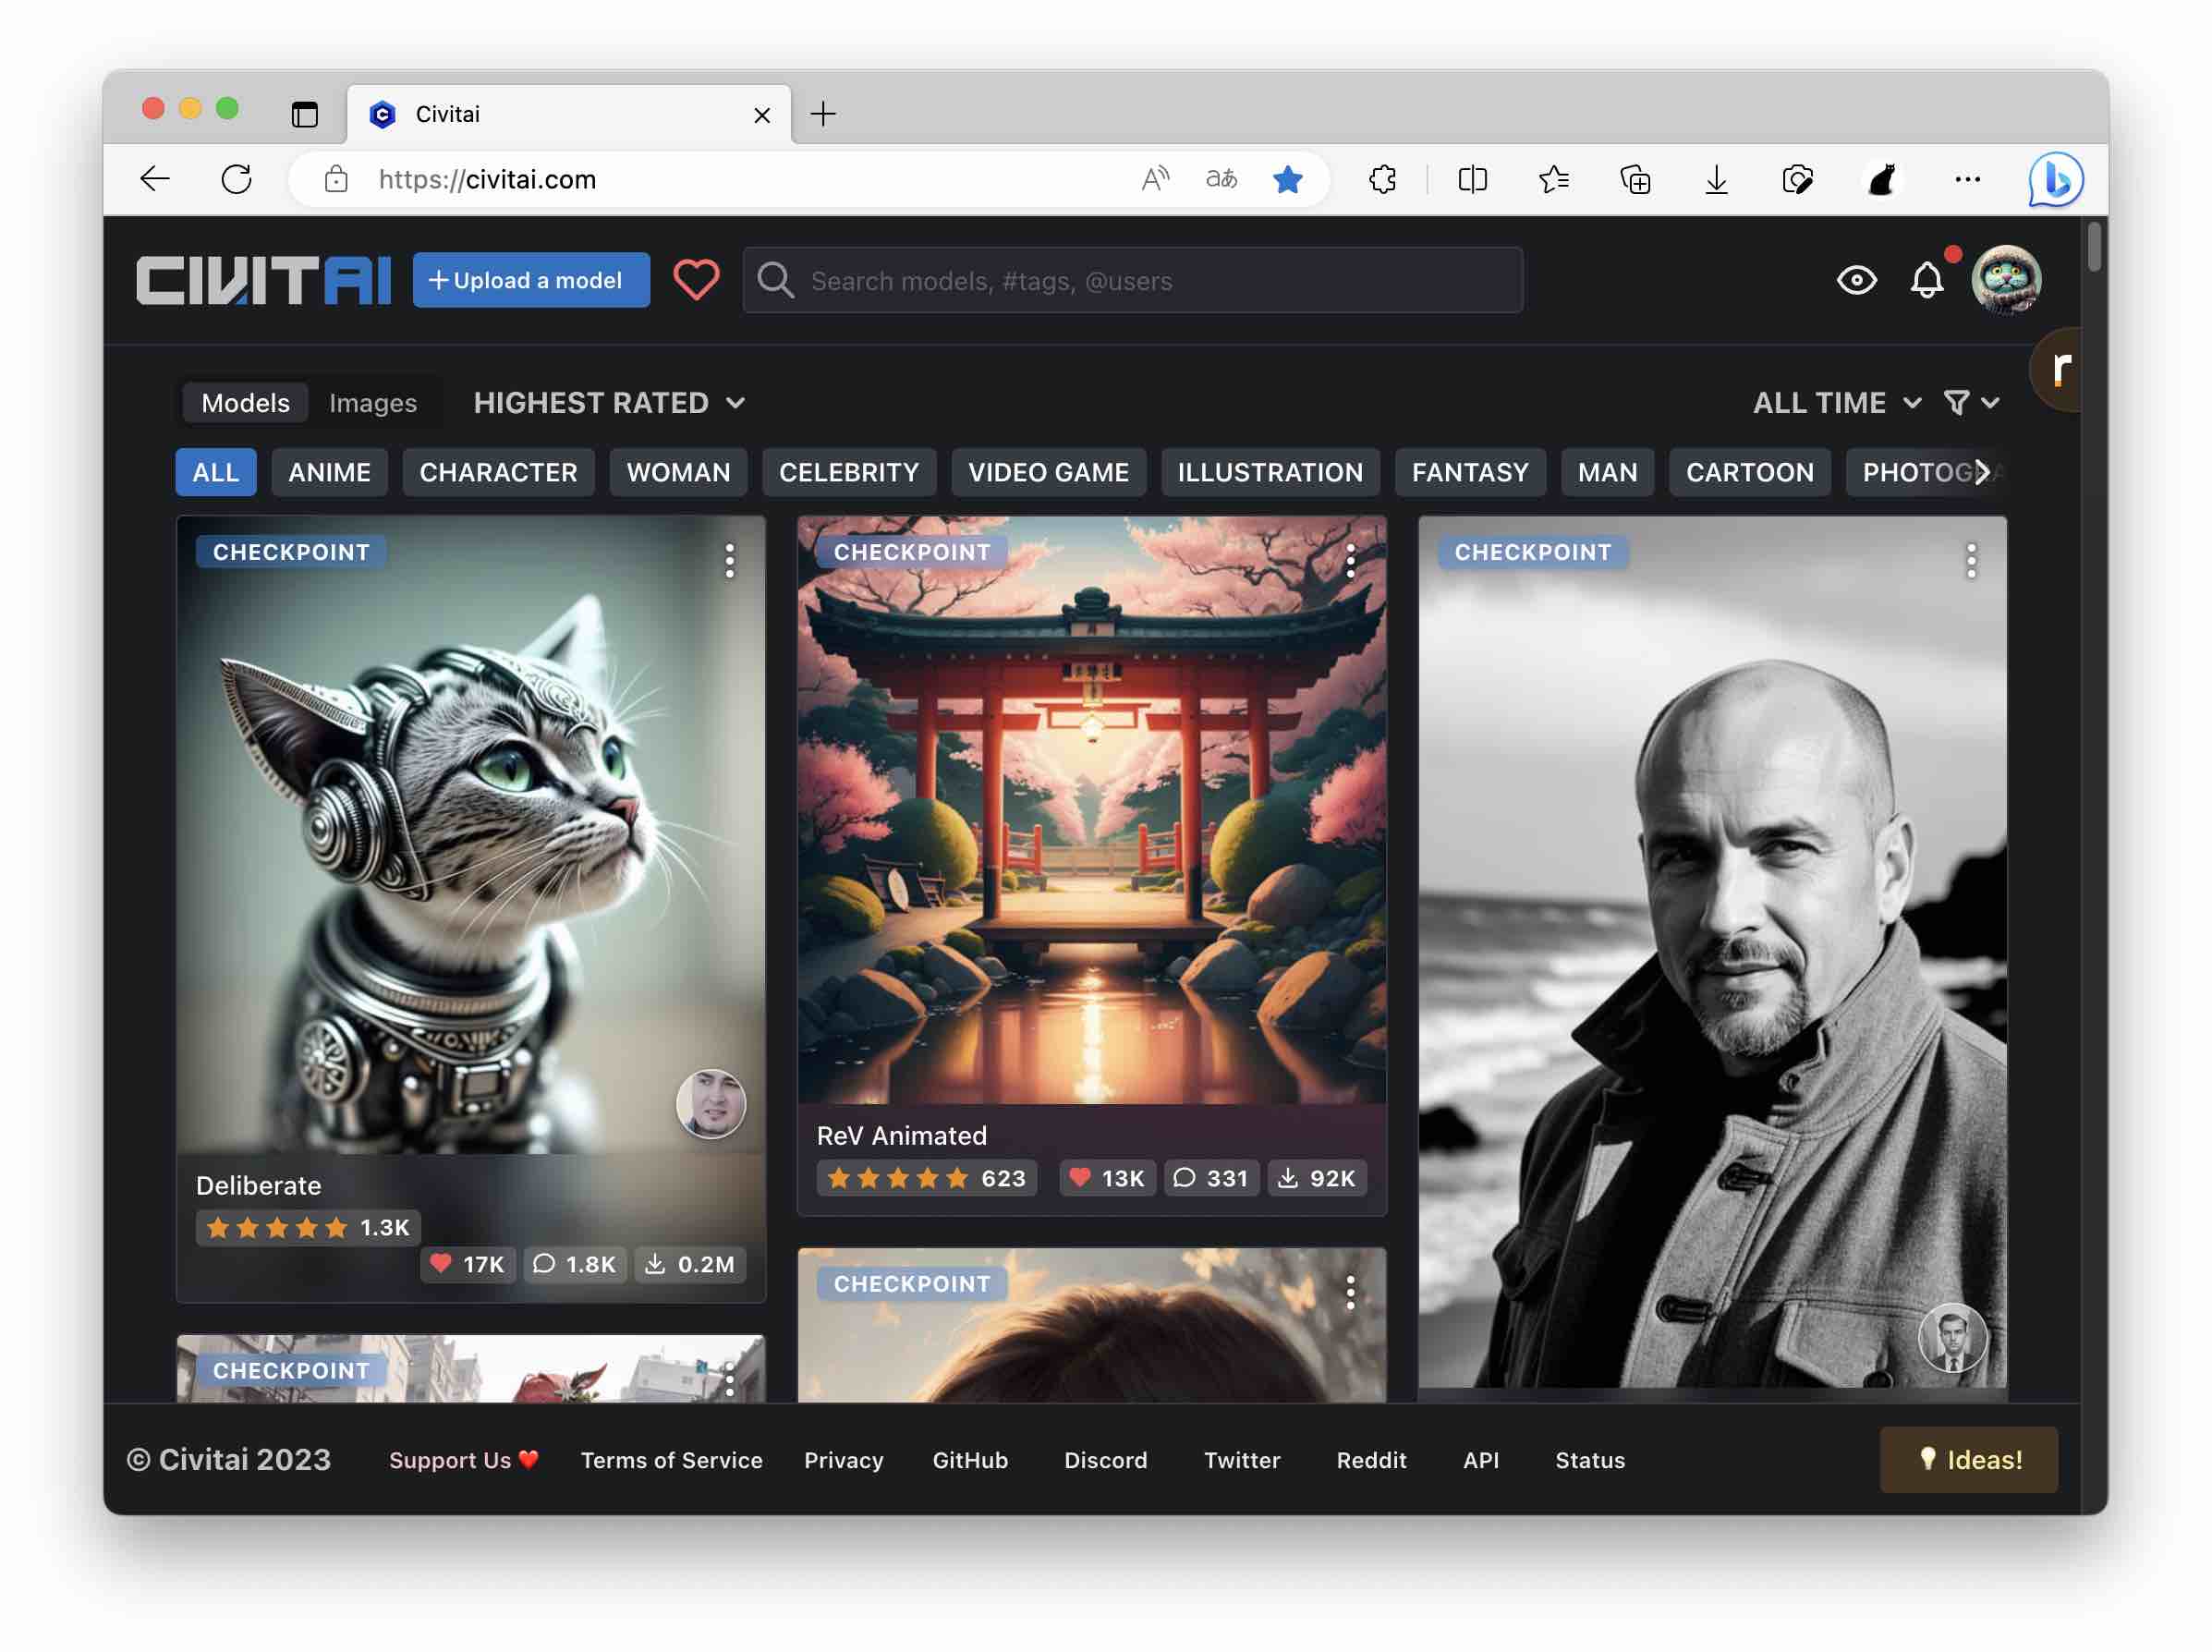 Civitai
https://civitai.com
aあ
CIVITAI
+ Upload a model
Search models, #tags, @users
r
Models
Images
HIGHEST RATED
ALL TIME
ALL
ANIME
CHARACTER
WOMAN
CELEBRITY
VIDEO GAME
ILLUSTRATION
FANTASY
MAN
CARTOON
PHOTOGRA
CHECKPOINT
CHECKPOINT
CHECKPOINT
Deliberate
1.3K
17K
1.8K
0.2M
ReV Animated
623
13K
331
92K
CHECKPOINT
CHECKPOINT
© Civitai 2023
Support Us ❤️
Terms of Service
Privacy
GitHub
Discord
Twitter
Reddit
API
Status
💡 Ideas!